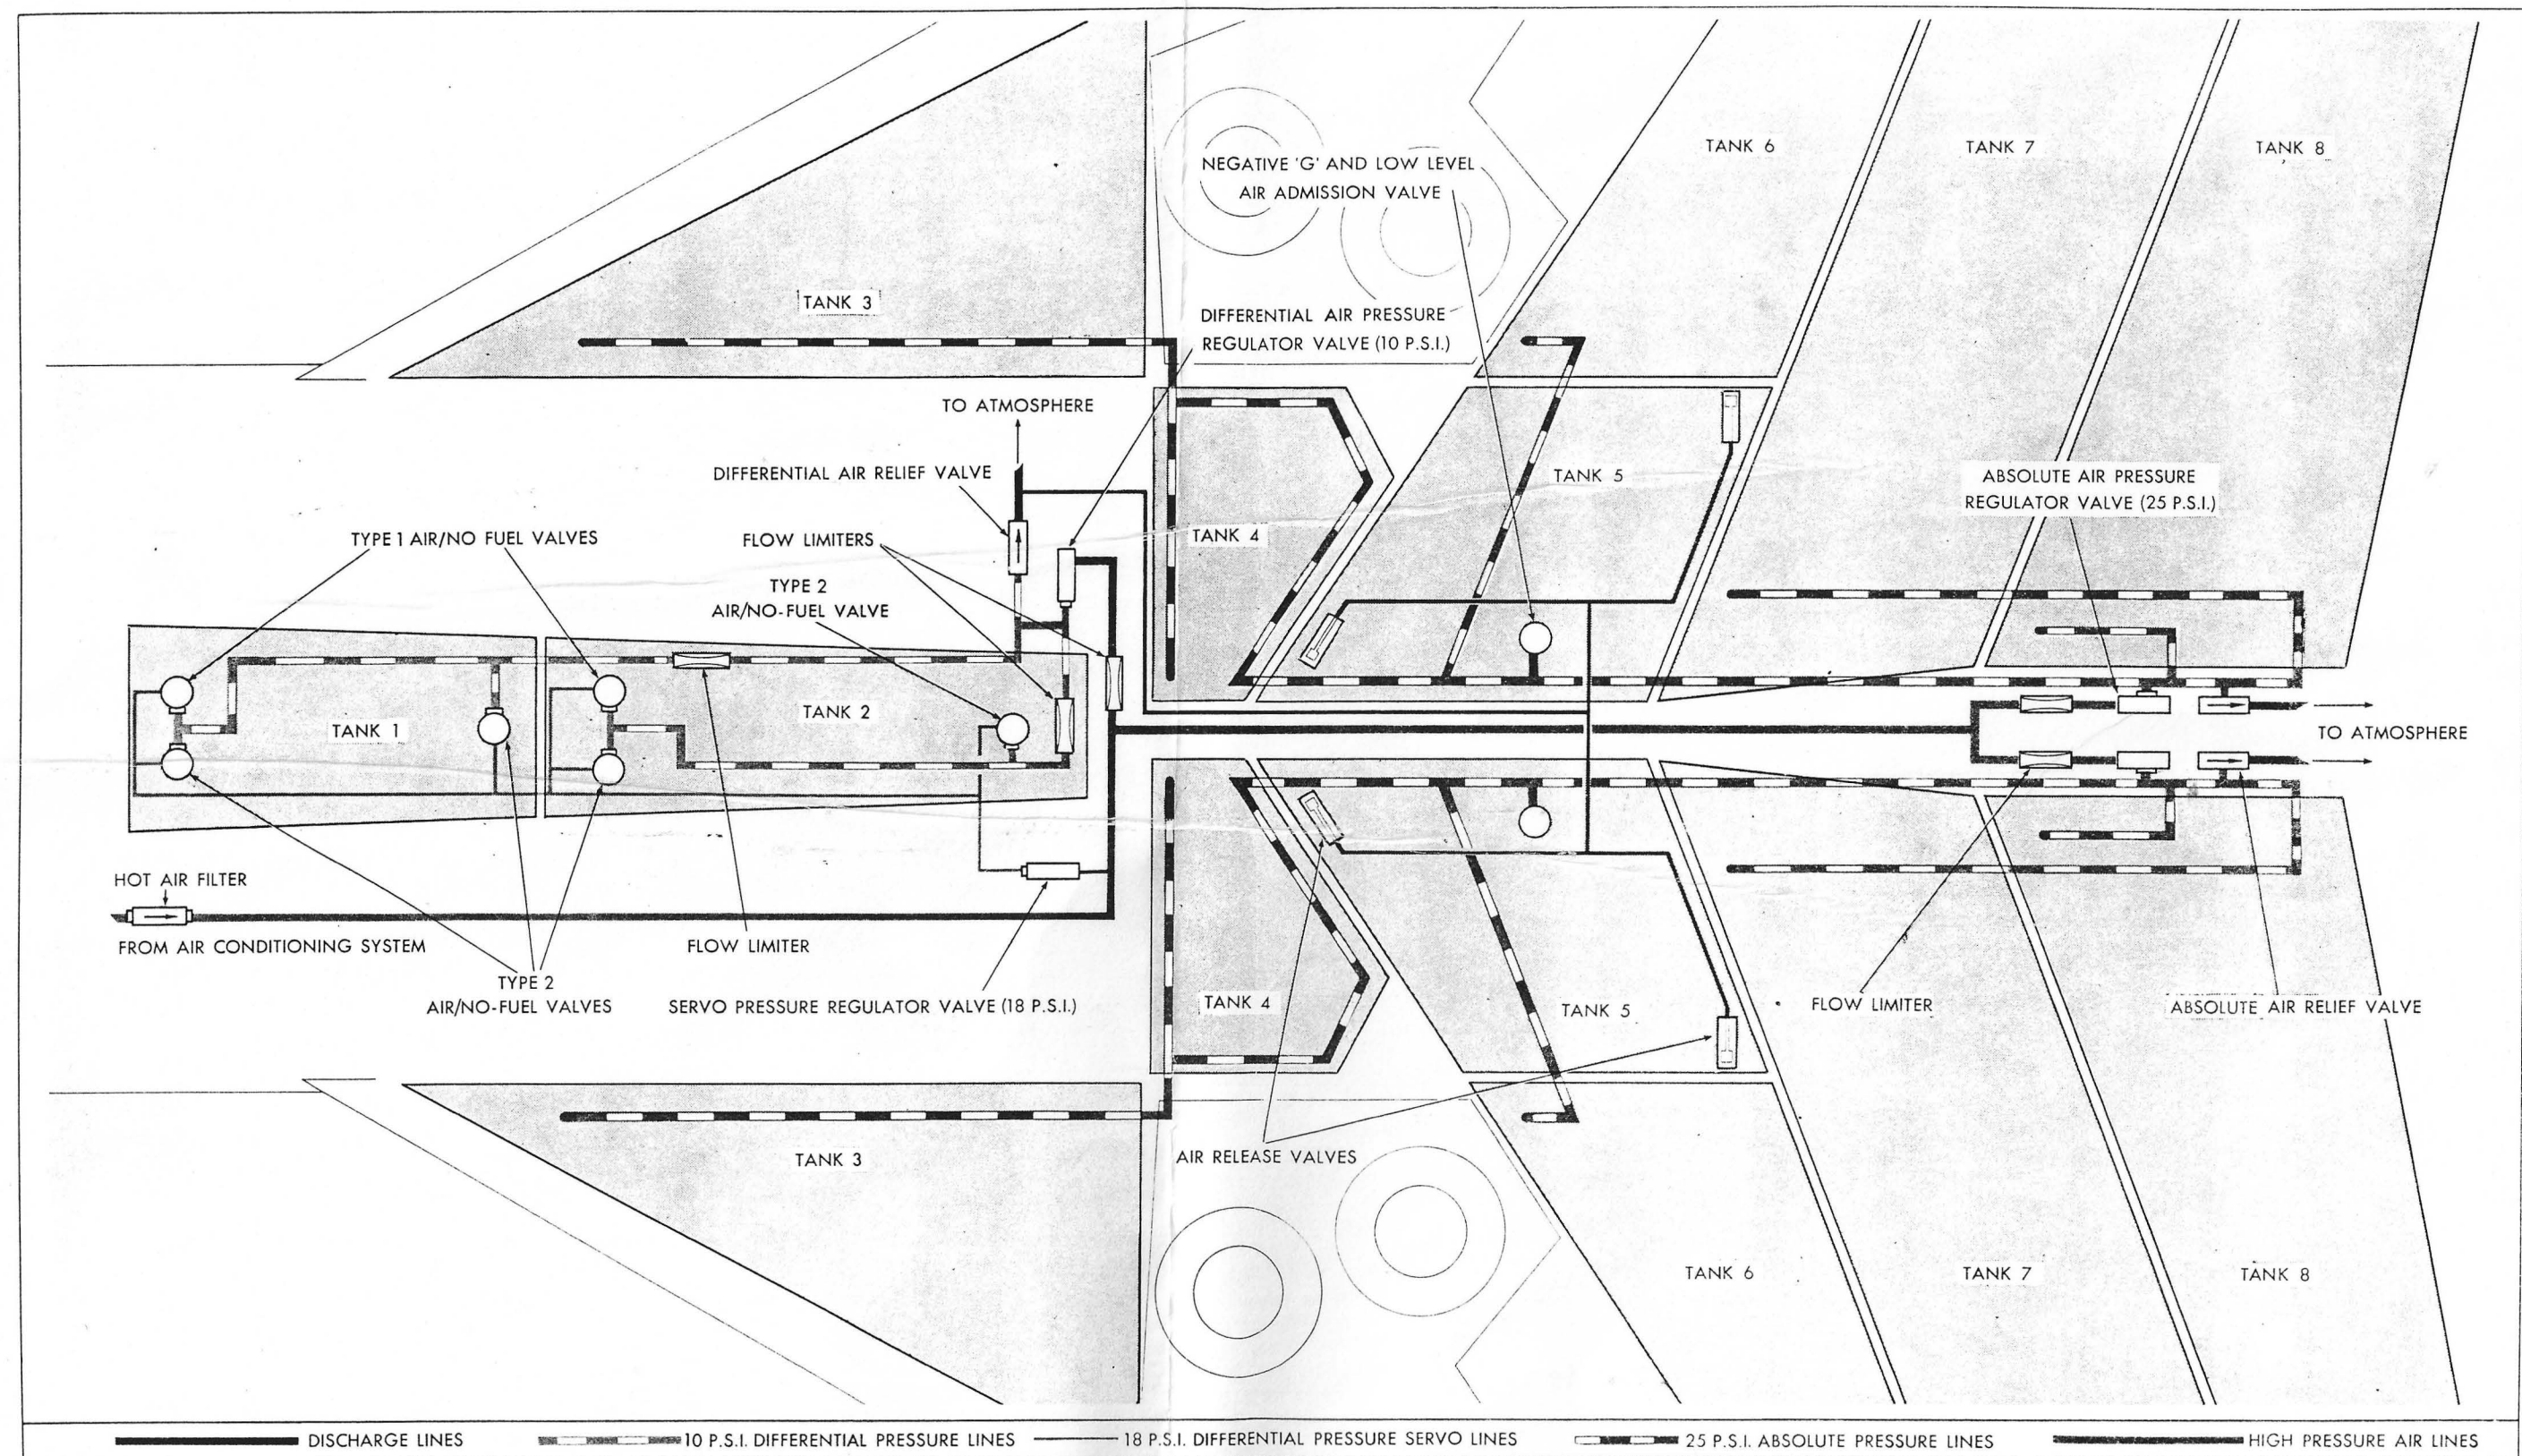 TANK 6
TANK 7
TANK 8
NEGATIVE 'G' AND LOW LEVEL
AIR ADMISSION VALVE
TANK 3
DIFFERENTIAL AIR PRESSURE
REGULATOR VALVE (10 P.S.I.)
TO ATMOSPHERE
DIFFERENTIAL AIR RELIEF VALVE
TANK 5
ABSOLUTE AIR PRESSURE
REGULATOR VALVE (25 P.S.I.)
TYPE 1 AIR/NO FUEL VALVES
FLOW LIMITERS
TANK 4
TYPE 2
AIR/NO-FUEL VALVE
TANK 1
TANK 2
TO ATMOSPHERE
HOT AIR FILTER
FROM AIR CONDITIONING SYSTEM
FLOW LIMITER
TYPE 2
AIR/NO-FUEL VALVES
SERVO PRESSURE REGULATOR VALVE (18 P.S.I.)
TANK 4
TANK 5
FLOW LIMITER
ABSOLUTE AIR RELIEF VALVE
TANK 3
AIR RELEASE VALVES
TANK 6
TANK 7
TANK 8
DISCHARGE LINES
10 P.S.I. DIFFERENTIAL PRESSURE LINES
18 P.S.I. DIFFERENTIAL PRESSURE SERVO LINES
25 P.S.I. ABSOLUTE PRESSURE LINES
HIGH PRESSURE AIR LINES